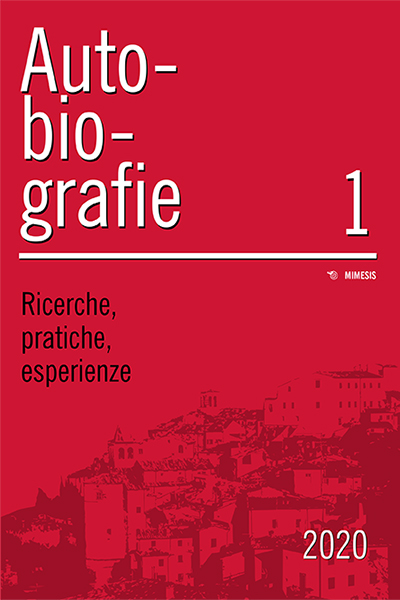 Auto-
bio-
grafie
1
MIMESIS
Ricerche,
pratiche,
esperienze
2020